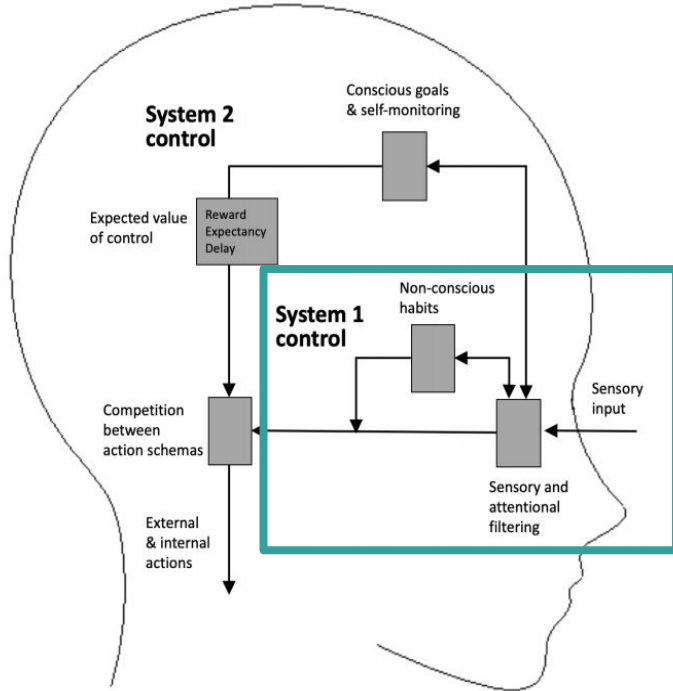 Conscious goals
& self-monitoring
System 2
control
Expected value
of control
Reward
Expectancy
Delay
Non-conscious
habits
System 1
control
Sensory
input
Competition
between
action schemas
Sensory and
attentional
filtering
External
& internal
actions